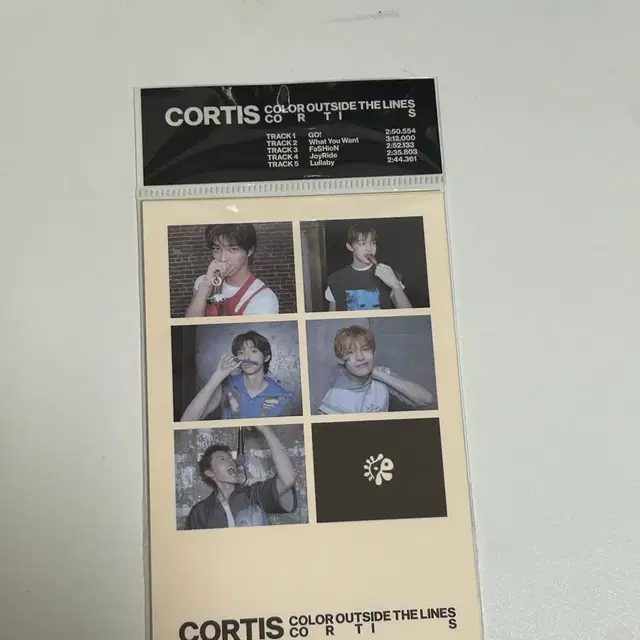 CORTIS COLOR OUTSIDE THE LINES
CO R TI S
TRACK 1 GO! 2:50.554
TRACK 2 What You Want 3:12.000
TRACK 3 FaSHioN 2:52.133
TRACK 4 JoyRide 2:35.803
TRACK 5 Lullaby 2:44.361
CORTIS COLOR OUTSIDE THE LINES
CO R TI S